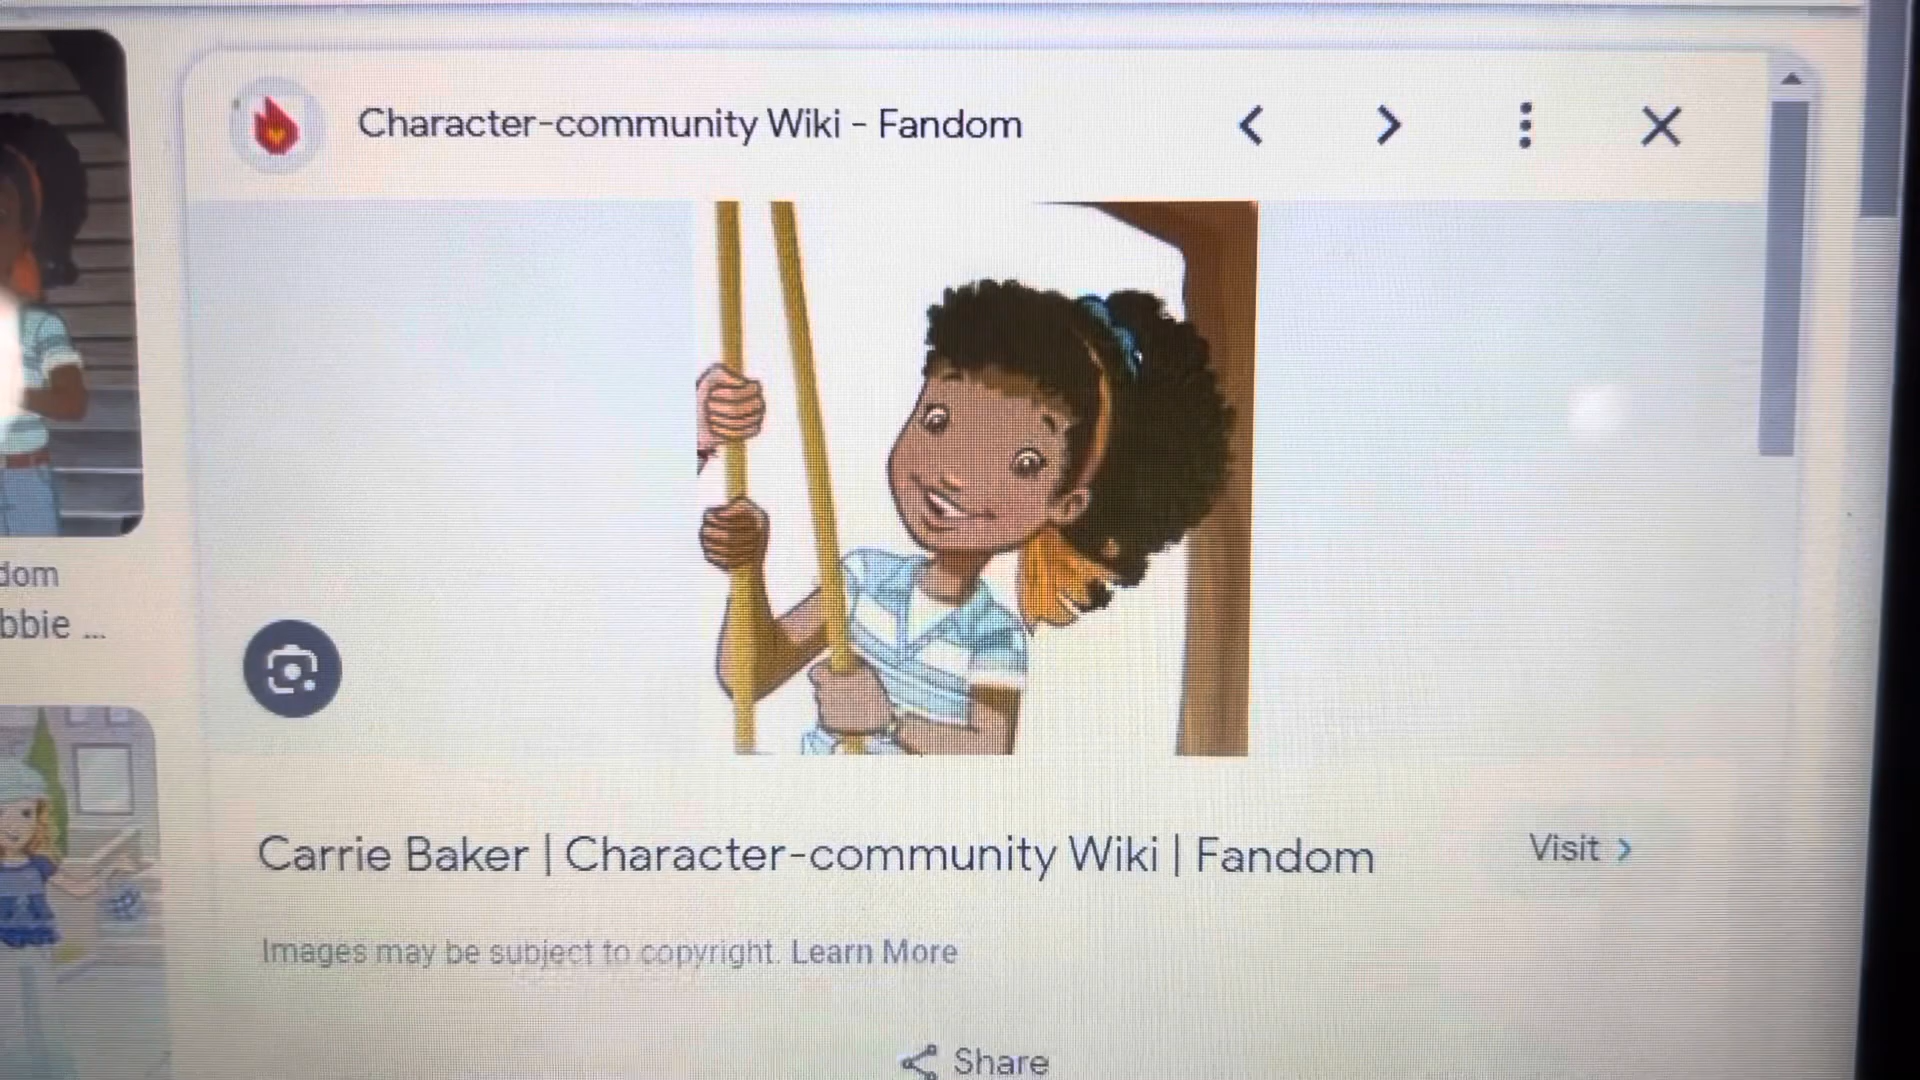 Character-community Wiki - Fandom
dom
bbie ...
Carrie Baker | Character-community Wiki | Fandom
Visit >
Images may be subject to copyright. Learn More
Share